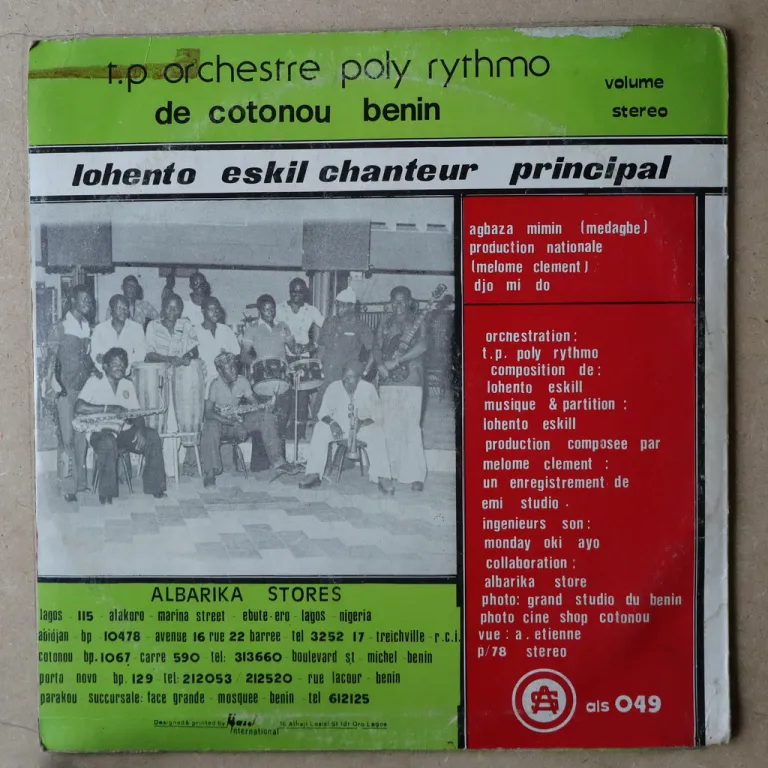 t.p orchestre poly rythmo
de cotonou benin
volume
stereo
lohento eskil chanteur principal
agbaza mimin (medagbe)
production nationale
(melome clement)
djo mi do
orchestration:
t.p. poly rythmo
composition de:
lohento eskill
musique & partition :
lohento eskill
production composee par
melome clement :
un enregistrement de
emi studio .
ingenieurs son:
monday oki ayo
collaboration:
albarika store
photo: grand studio du benin
photo cine shop cotonou
vue: a. etienne
p/78 stereo
als 049
ALBARIKA STORES
lagos - 115 - alakoro - marina street - ebute-ero - lagos - nigeria
abidjan - bp 10478 - avenue 16 rue 22 barree - tel 3252 17 - treichville - r.c.i.
cotonou - bp. 1067 - carre 590 - tél: 313660 boulevard st - michel - benin
porto novo bp. 129 tel: 212053 / 212520 - rue lacour - benin
parakou succursale: face grande - mosquee - benin - tel 612125
Designed & printed by
International